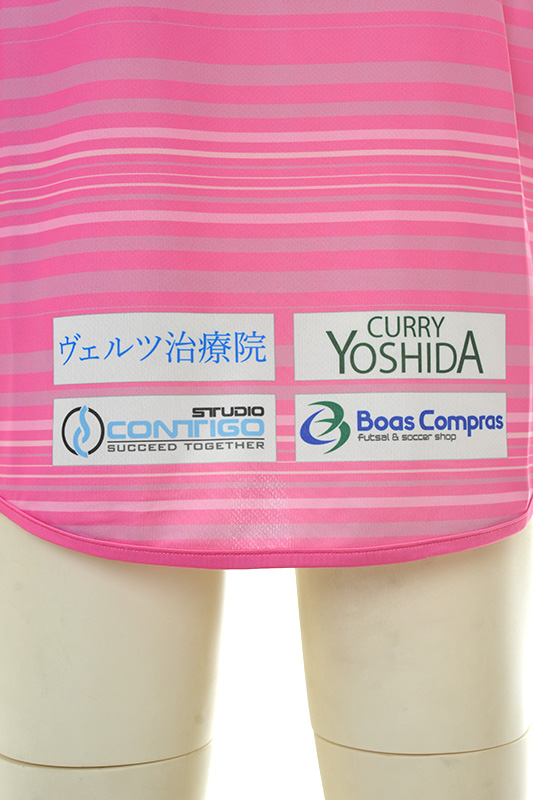 ヴェルツ治療院
CURRY
YOSHIDA
STUDIO
CONTIGO
SUCCEED TOGETHER
Boas Compras
futsal & soccer shop